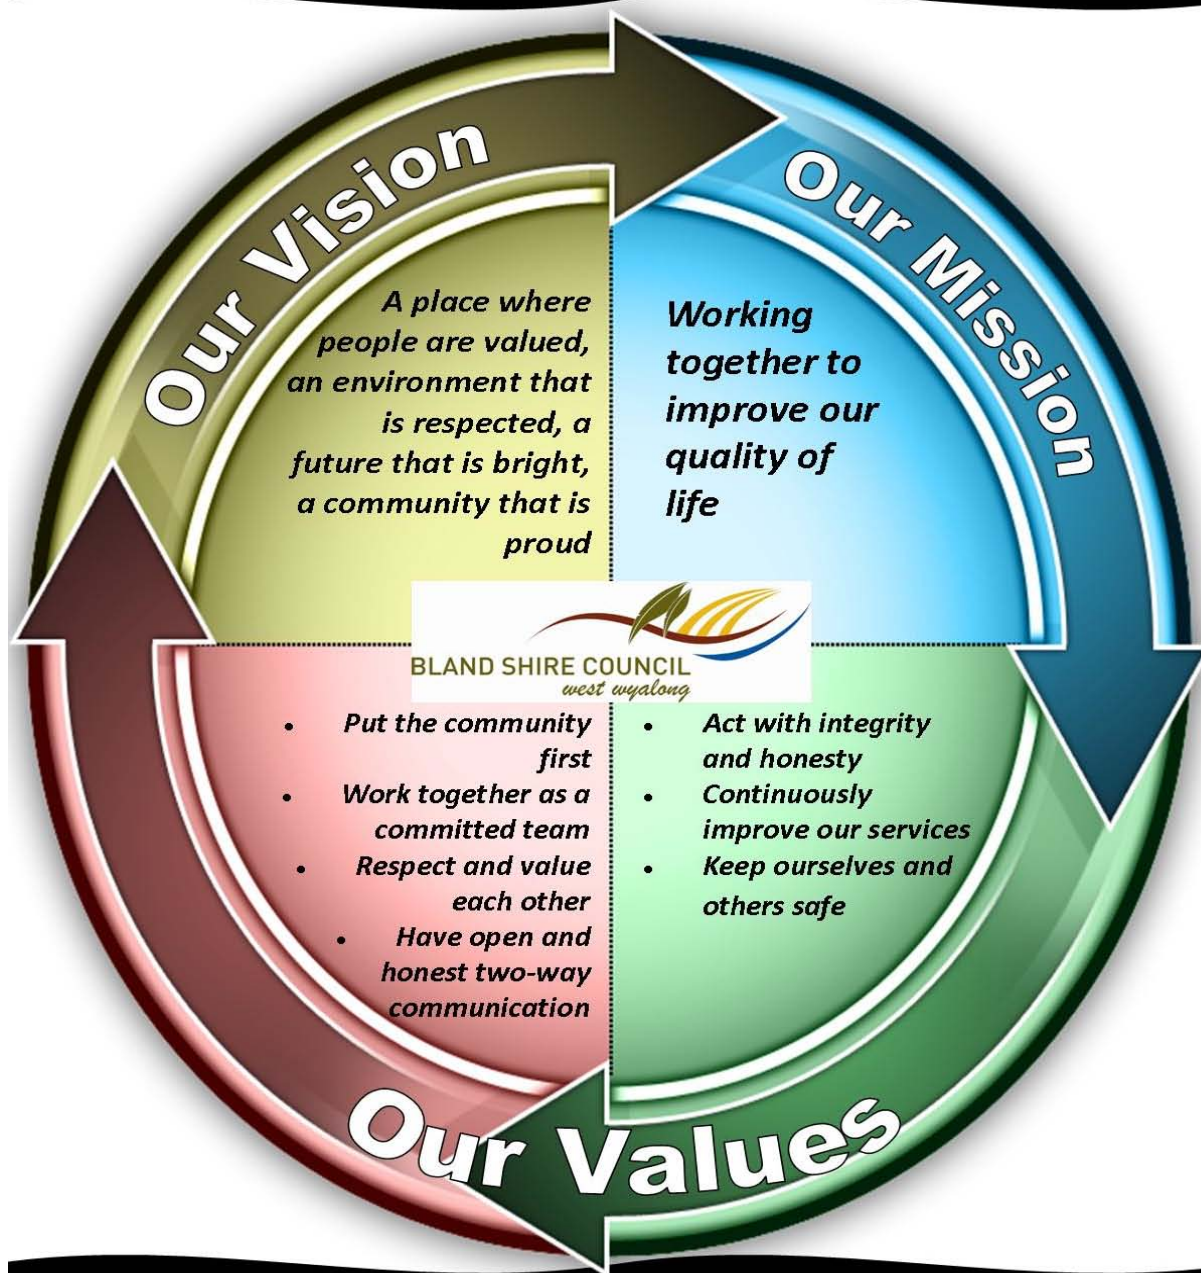 Our Vision
A place where
people are valued,
an environment that
is respected, a
future that is bright,
a community that is
proud
Our Mission
Working
together to
improve our
quality of
life
BLAND SHIRE COUNCIL
west wyalong
• Put the community
first
• Work together as a
committed team
• Respect and value
each other
• Have open and
honest two-way
communication
• Act with integrity
and honesty
• Continuously
improve our services
• Keep ourselves and
others safe
Our Values